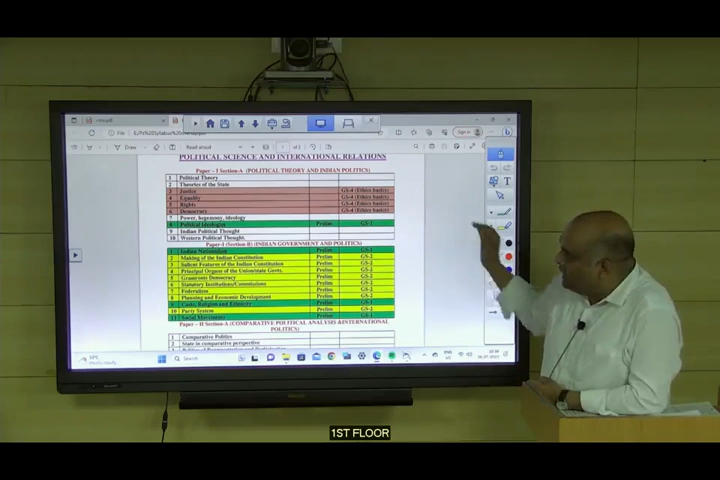 Read aloud
Draw
Sign in
POLITICAL SCIENCE AND INTERNATIONAL RELATIONS
Paper – I Section-A (POLITICAL THEORY AND INDIAN POLITICS)
1 Political Theory
2 Theories of the State
3 Justice GS-4 (Ethics basics)
4 Equality GS-4 (Ethics basics)
5 Rights GS-4 (Ethics basics)
6 Democracy GS-4 (Ethics basics)
7 Power, hegemony, ideology
8 Political Ideologies Prelim GS-1
9 Indian Political Thought
10 Western Political Thought.
Paper-I (Section-B) (INDIAN GOVERNMENT AND POLITICS)
1 Indian Nationalism Prelim GS-1
2 Making of the Indian Constitution Prelim GS-2
3 Salient Features of the Indian Constitution Prelim GS-2
4 Principal Organs of the Union/state Govts. Prelim GS-2
5 Grassroots Democracy Prelim GS-2
6 Statutory Institutions/Commissions Prelim GS-2
7 Federalism Prelim GS-2
8 Planning and Economic Development Prelim GS-2
9 Caste, Religion and Ethnicity Prelim GS-1
10 Party System Prelim GS-2
11 Social Movements Prelim GS-1
Paper – II Section-A (COMPARATIVE POLITICAL ANALYSIS &INTERNATIONAL
POLITICS)
1 Comparative Politics
2 State in comparative perspective
Search
1ST FLOOR